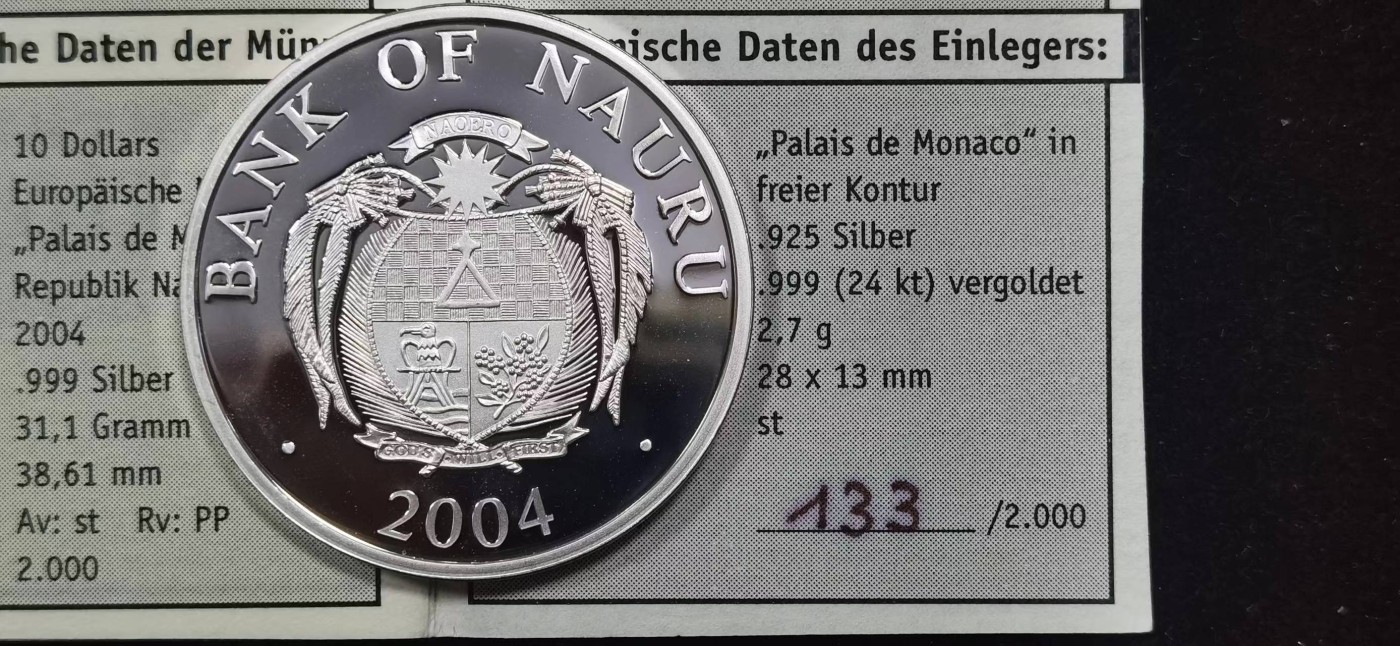 he Daten der Mün
nische Daten des Einlegers:
10 Dollars
Europäische
„Palais de M
Republik Na
2004
.999 Silber
31,1 Gramm
38,61 mm
Av: st Rv: PP
2.000
BANK OF NAURU
NAOERO
GOD'S WILL FIRST
2004
„Palais de Monaco“ in
freier Kontur
.925 Silber
.999 (24 kt) vergoldet
2,7 g
28 x 13 mm
st
133 /2.000